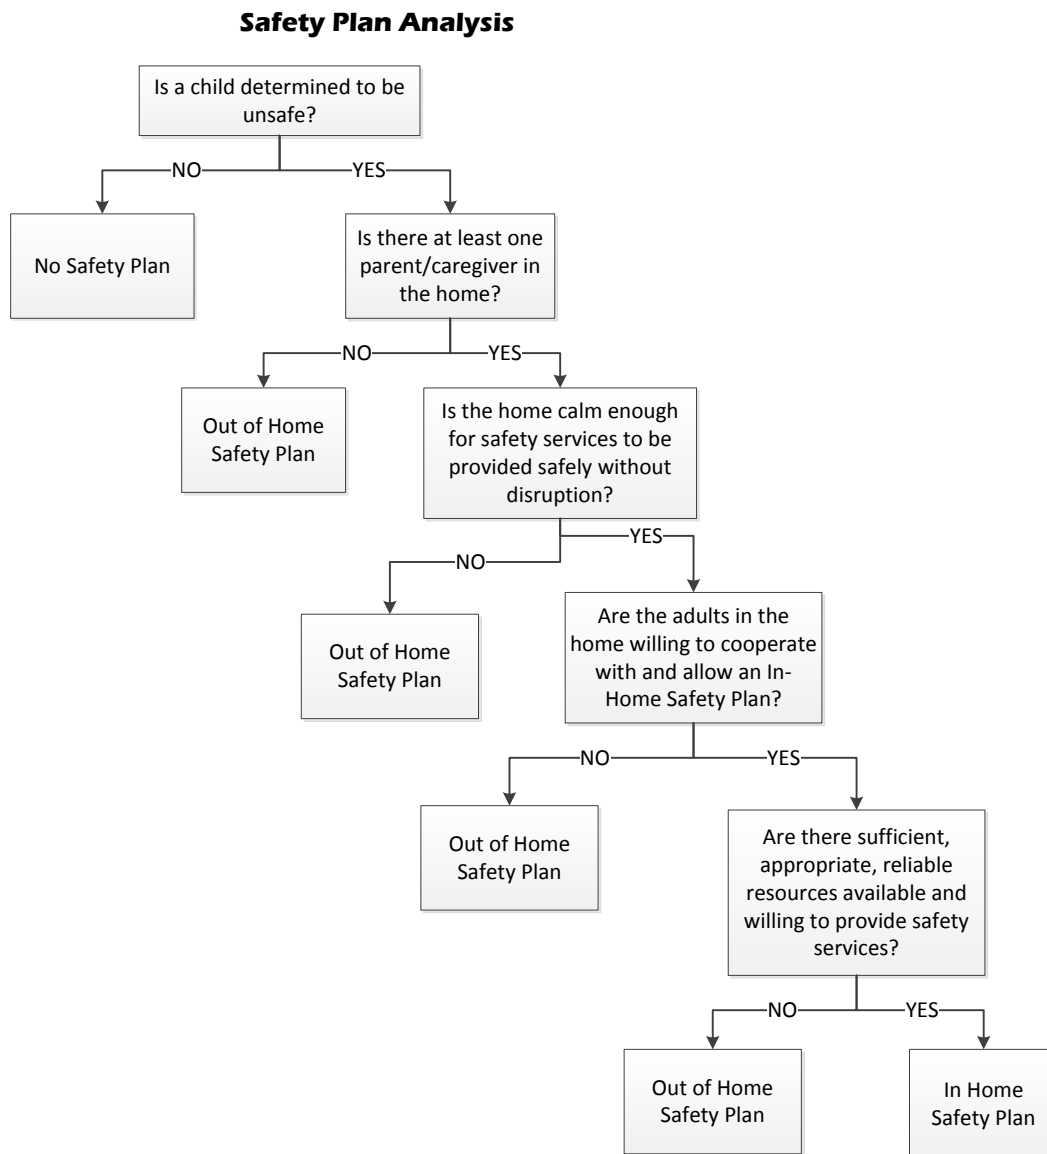 Safety Plan Analysis
Is a child determined to be
unsafe?
NO
YES
No Safety Plan
Is there at least one
parent/caregiver in
the home?
NO
YES
Out of Home
Safety Plan
Is the home calm enough
for safety services to be
provided safely without
disruption?
NO
YES
Out of Home
Safety Plan
Are the adults in the
home willing to cooperate
with and allow an In-
Home Safety Plan?
NO
YES
Out of Home
Safety Plan
Are there sufficient,
appropriate, reliable
resources available and
willing to provide safety
services?
NO
YES
Out of Home
Safety Plan
In Home
Safety Plan